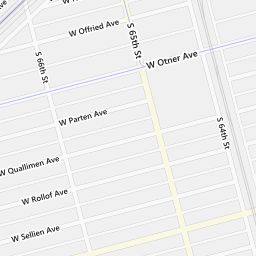 W Offried Ave
S 65th St
S 66th St
W Otner Ave
W Parten Ave
S 64th St
W Quallimen Ave
W Rollof Ave
W Sellien Ave